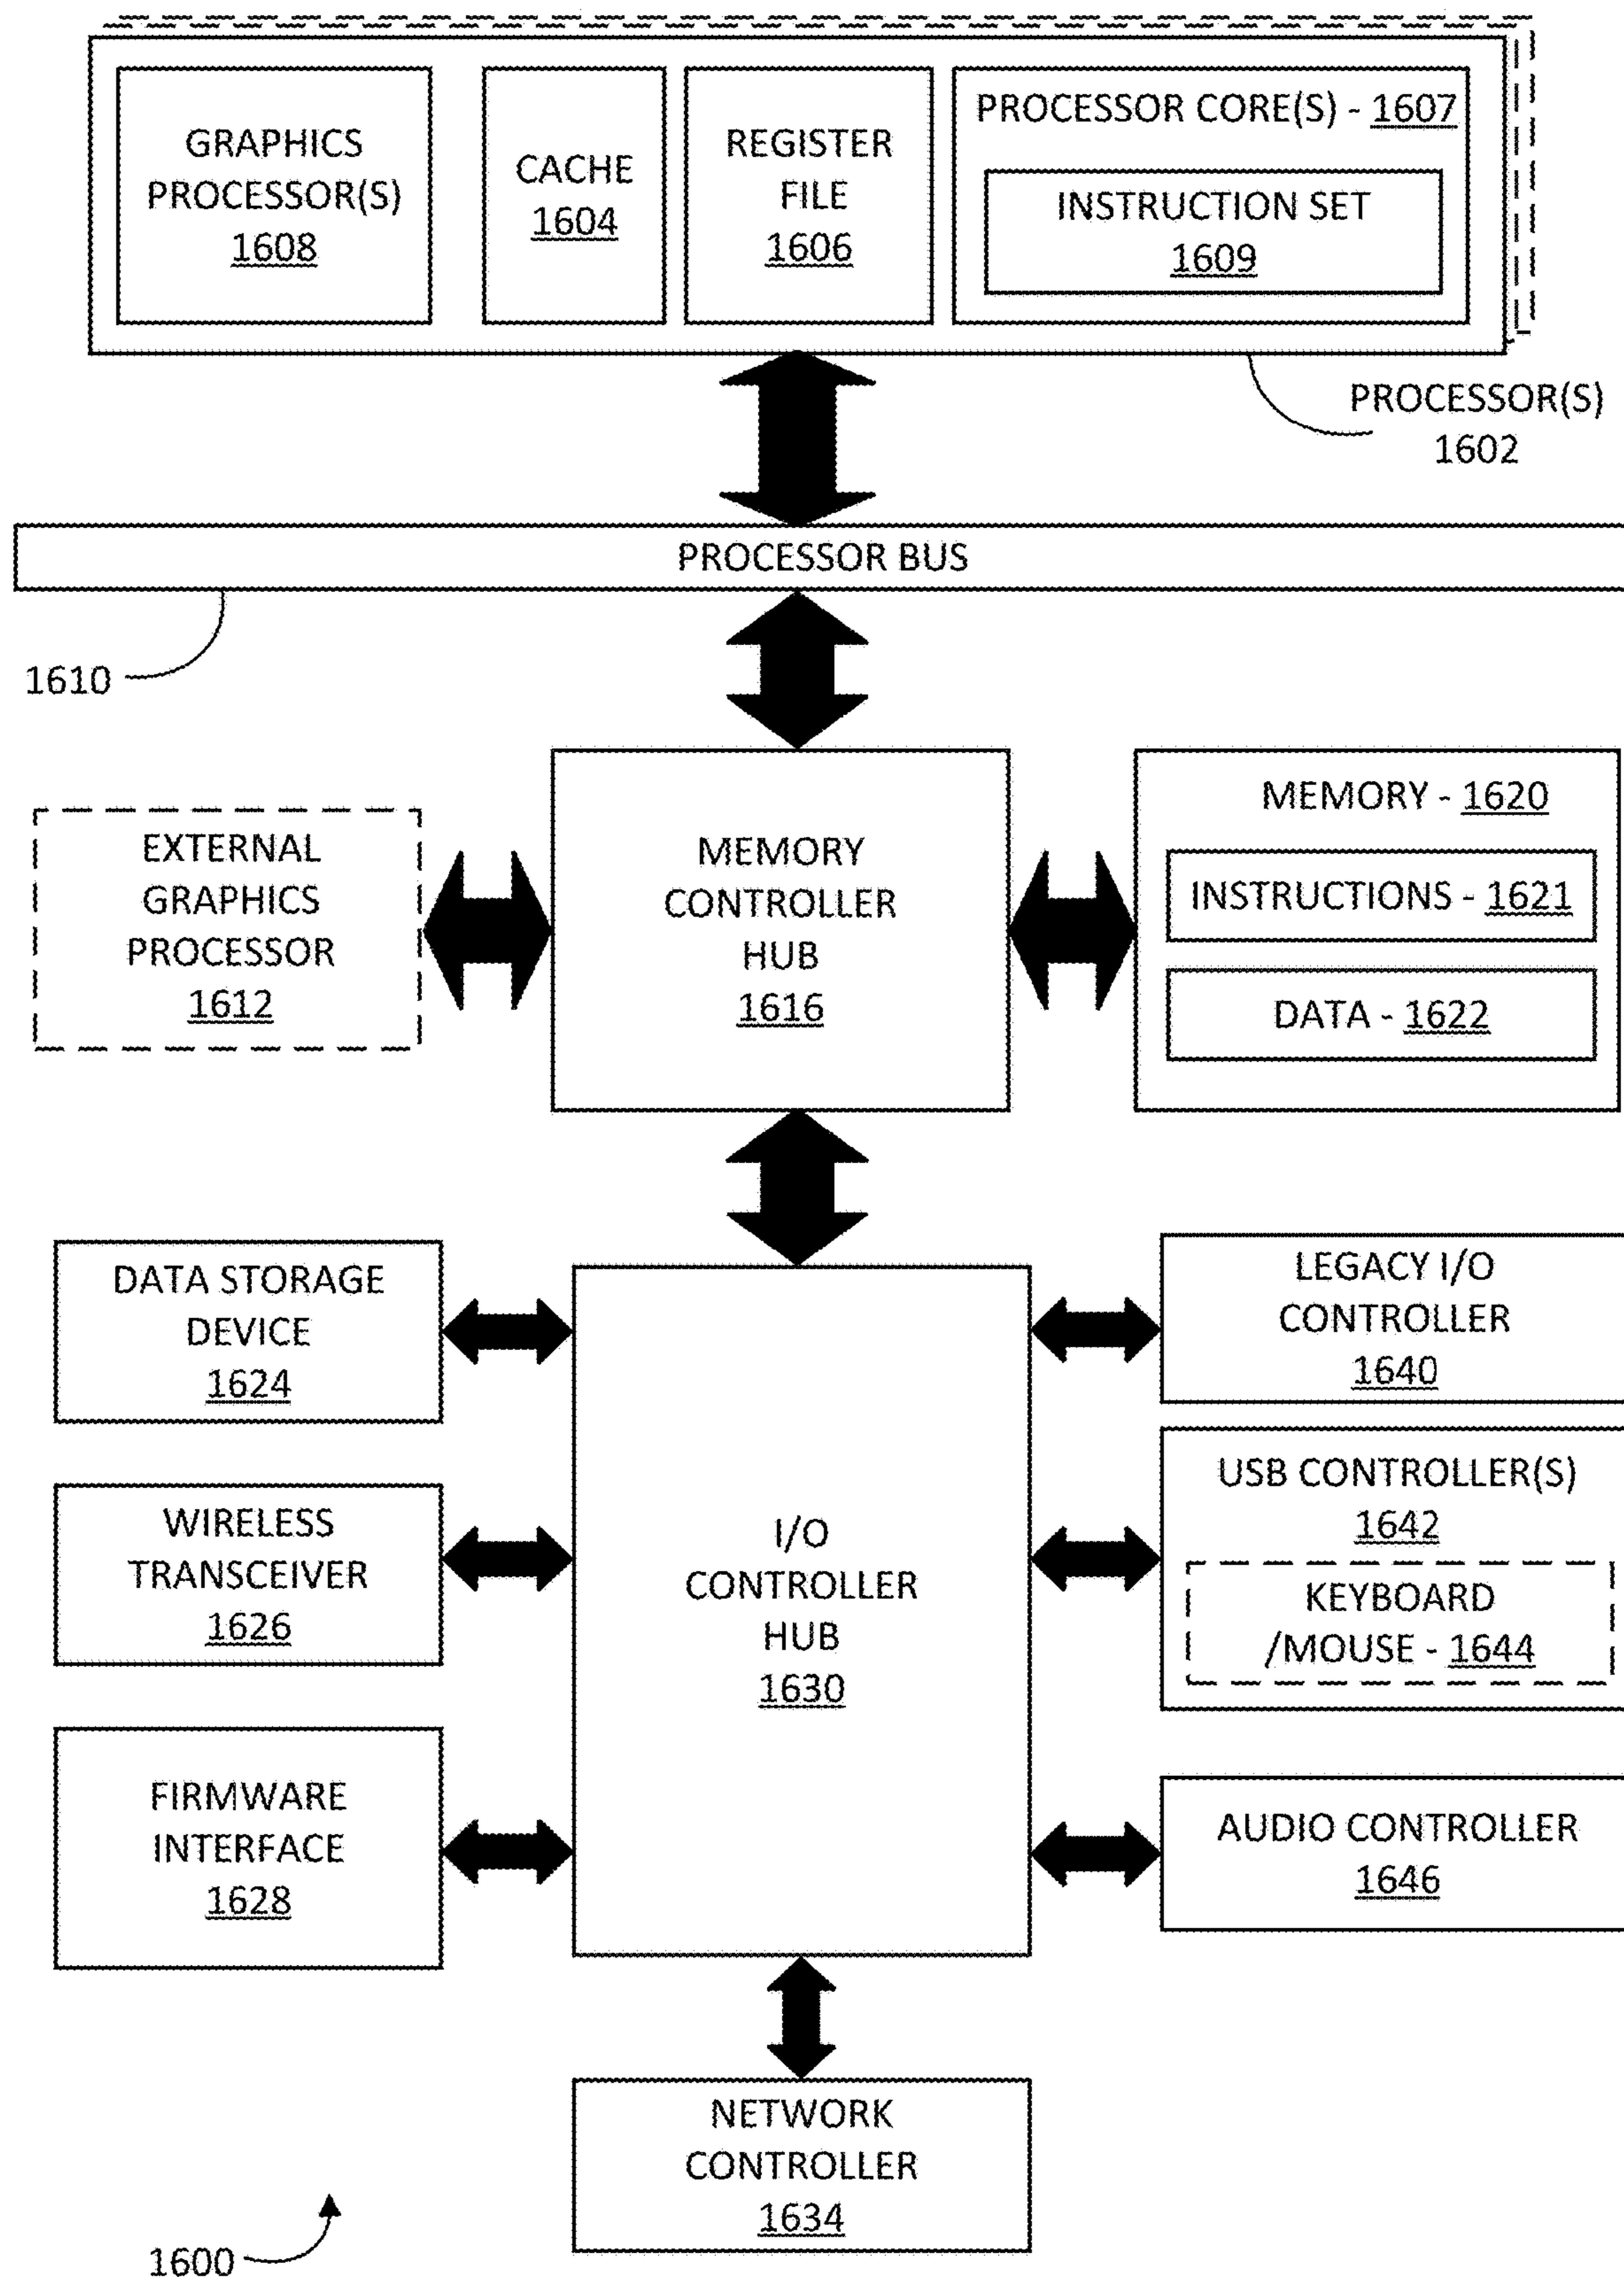 GRAPHICS
PROCESSOR(S)
1608
CACHE
1604
REGISTER
FILE
1606
PROCESSOR CORE(S) - 1607
INSTRUCTION SET
1609
PROCESSOR(S)
1602
PROCESSOR BUS
1610
EXTERNAL
GRAPHICS
PROCESSOR
1612
MEMORY
CONTROLLER
HUB
1616
MEMORY - 1620
INSTRUCTIONS - 1621
DATA - 1622
DATA STORAGE
DEVICE
1624
WIRELESS
TRANSCEIVER
1626
FIRMWARE
INTERFACE
1628
I/O
CONTROLLER
HUB
1630
LEGACY I/O
CONTROLLER
1640
USB CONTROLLER(S)
1642
KEYBOARD
/MOUSE - 1644
AUDIO CONTROLLER
1646
NETWORK
CONTROLLER
1634
1600